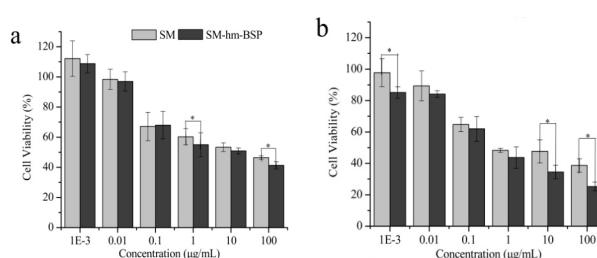 a
SM SM-hm-BSP
120
100
80
60
40
20
0
Cell Viability (%)
* *
1E-3 0.01 0.1 1 10 100
Concentration (μg/mL)
b
120
100
80
60
40
20
0
Cell Viability (%)
* * *
1E-3 0.01 0.1 1 10 100
Concentration (μg/mL)